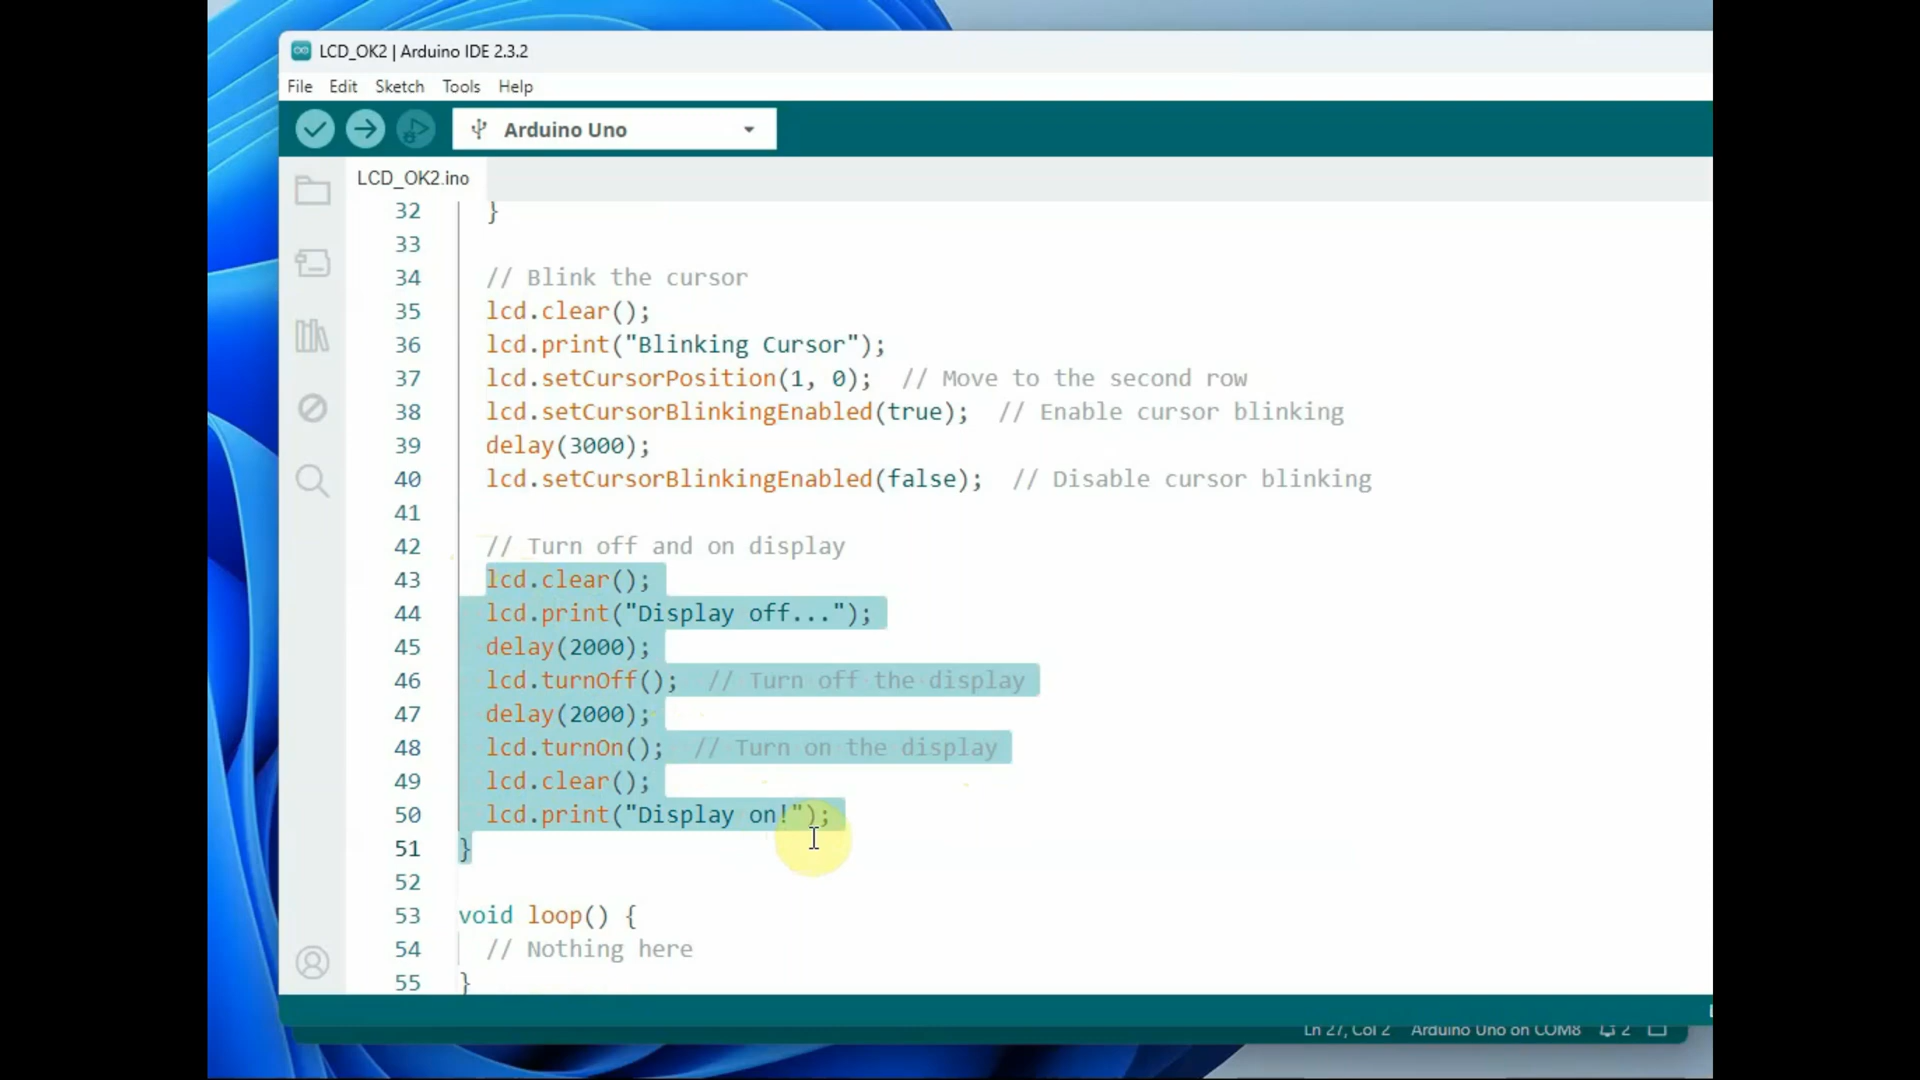 LCD_OK2 | Arduino IDE 2.3.2
File Edit Sketch Tools Help
Arduino Uno
LCD_OK2.ino
32 }
33
34 // Blink the cursor
35 lcd.clear();
36 lcd.print("Blinking Cursor");
37 lcd.setCursorPosition(1, 0); // Move to the second row
38 lcd.setCursorBlinkingEnabled(true); // Enable cursor blinking
39 delay(3000);
40 lcd.setCursorBlinkingEnabled(false); // Disable cursor blinking
41
42 // Turn off and on display
43 lcd.clear();
44 lcd.print("Display off...");
45 delay(2000);
46 lcd.turnOff(); // Turn off the display
47 delay(2000);
48 lcd.turnOn(); // Turn on the display
49 lcd.clear();
50 lcd.print("Display on!");
51 }
52
53 void loop() {
54 // Nothing here
55 }
Ln 27, Col 2 Arduino Uno on COM8 2